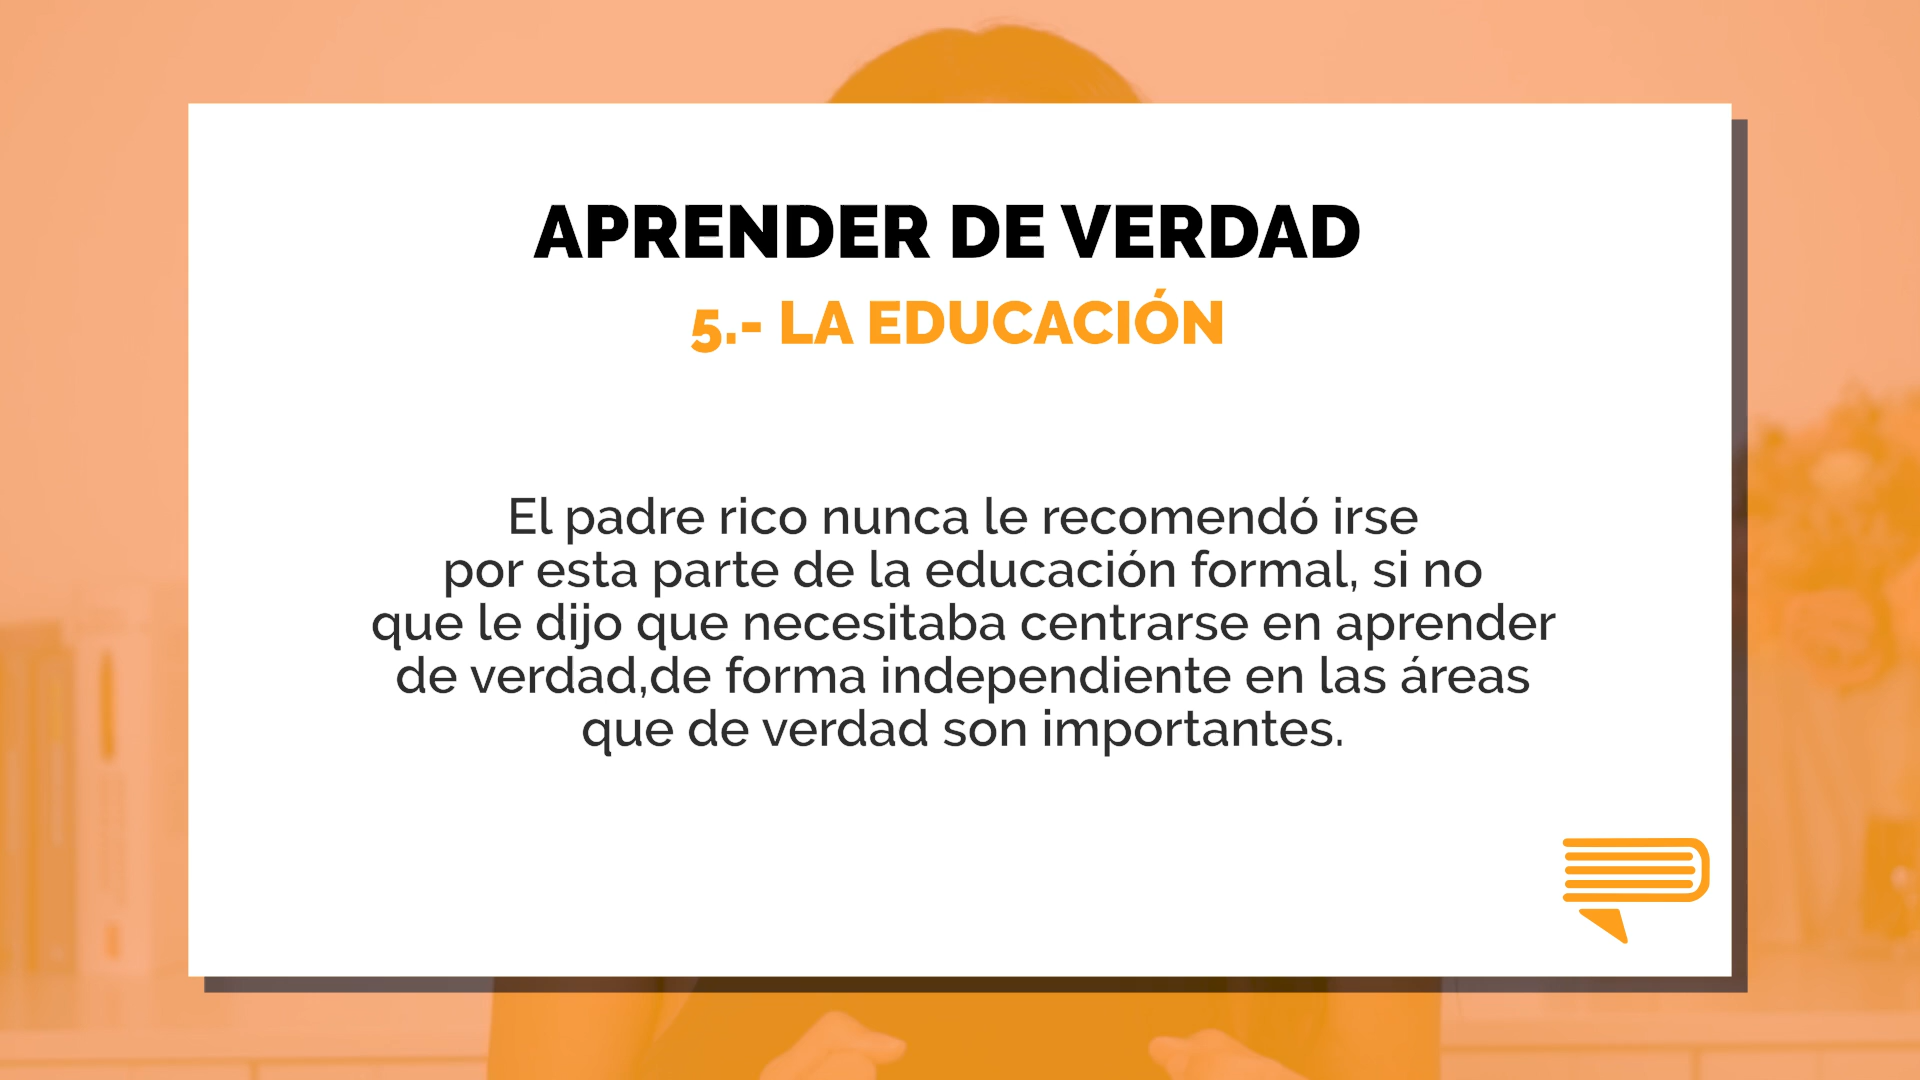 APRENDER DE VERDAD
5.- LA EDUCACIÓN
El padre rico nunca le recomendó irse
por esta parte de la educación formal, si no
que le dijo que necesitaba centrarse en aprender
de verdad,de forma independiente en las áreas
que de verdad son importantes.